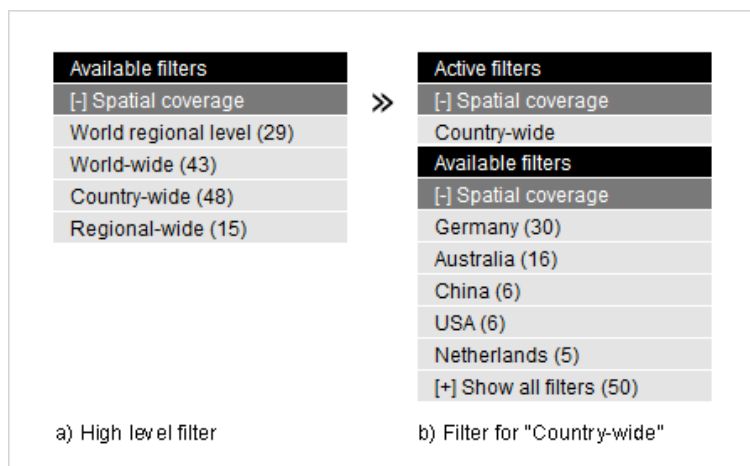 Available filters
[-] Spatial coverage
World regional level (29)
World-wide (43)
Country-wide (48)
Regional-wide (15)
a) High level filter
»
Active filters
[-] Spatial coverage
Country-wide
Available filters
[-] Spatial coverage
Germany (30)
Australia (16)
China (6)
USA (6)
Netherlands (5)
[+] Show all filters (50)
b) Filter for "Country-wide"